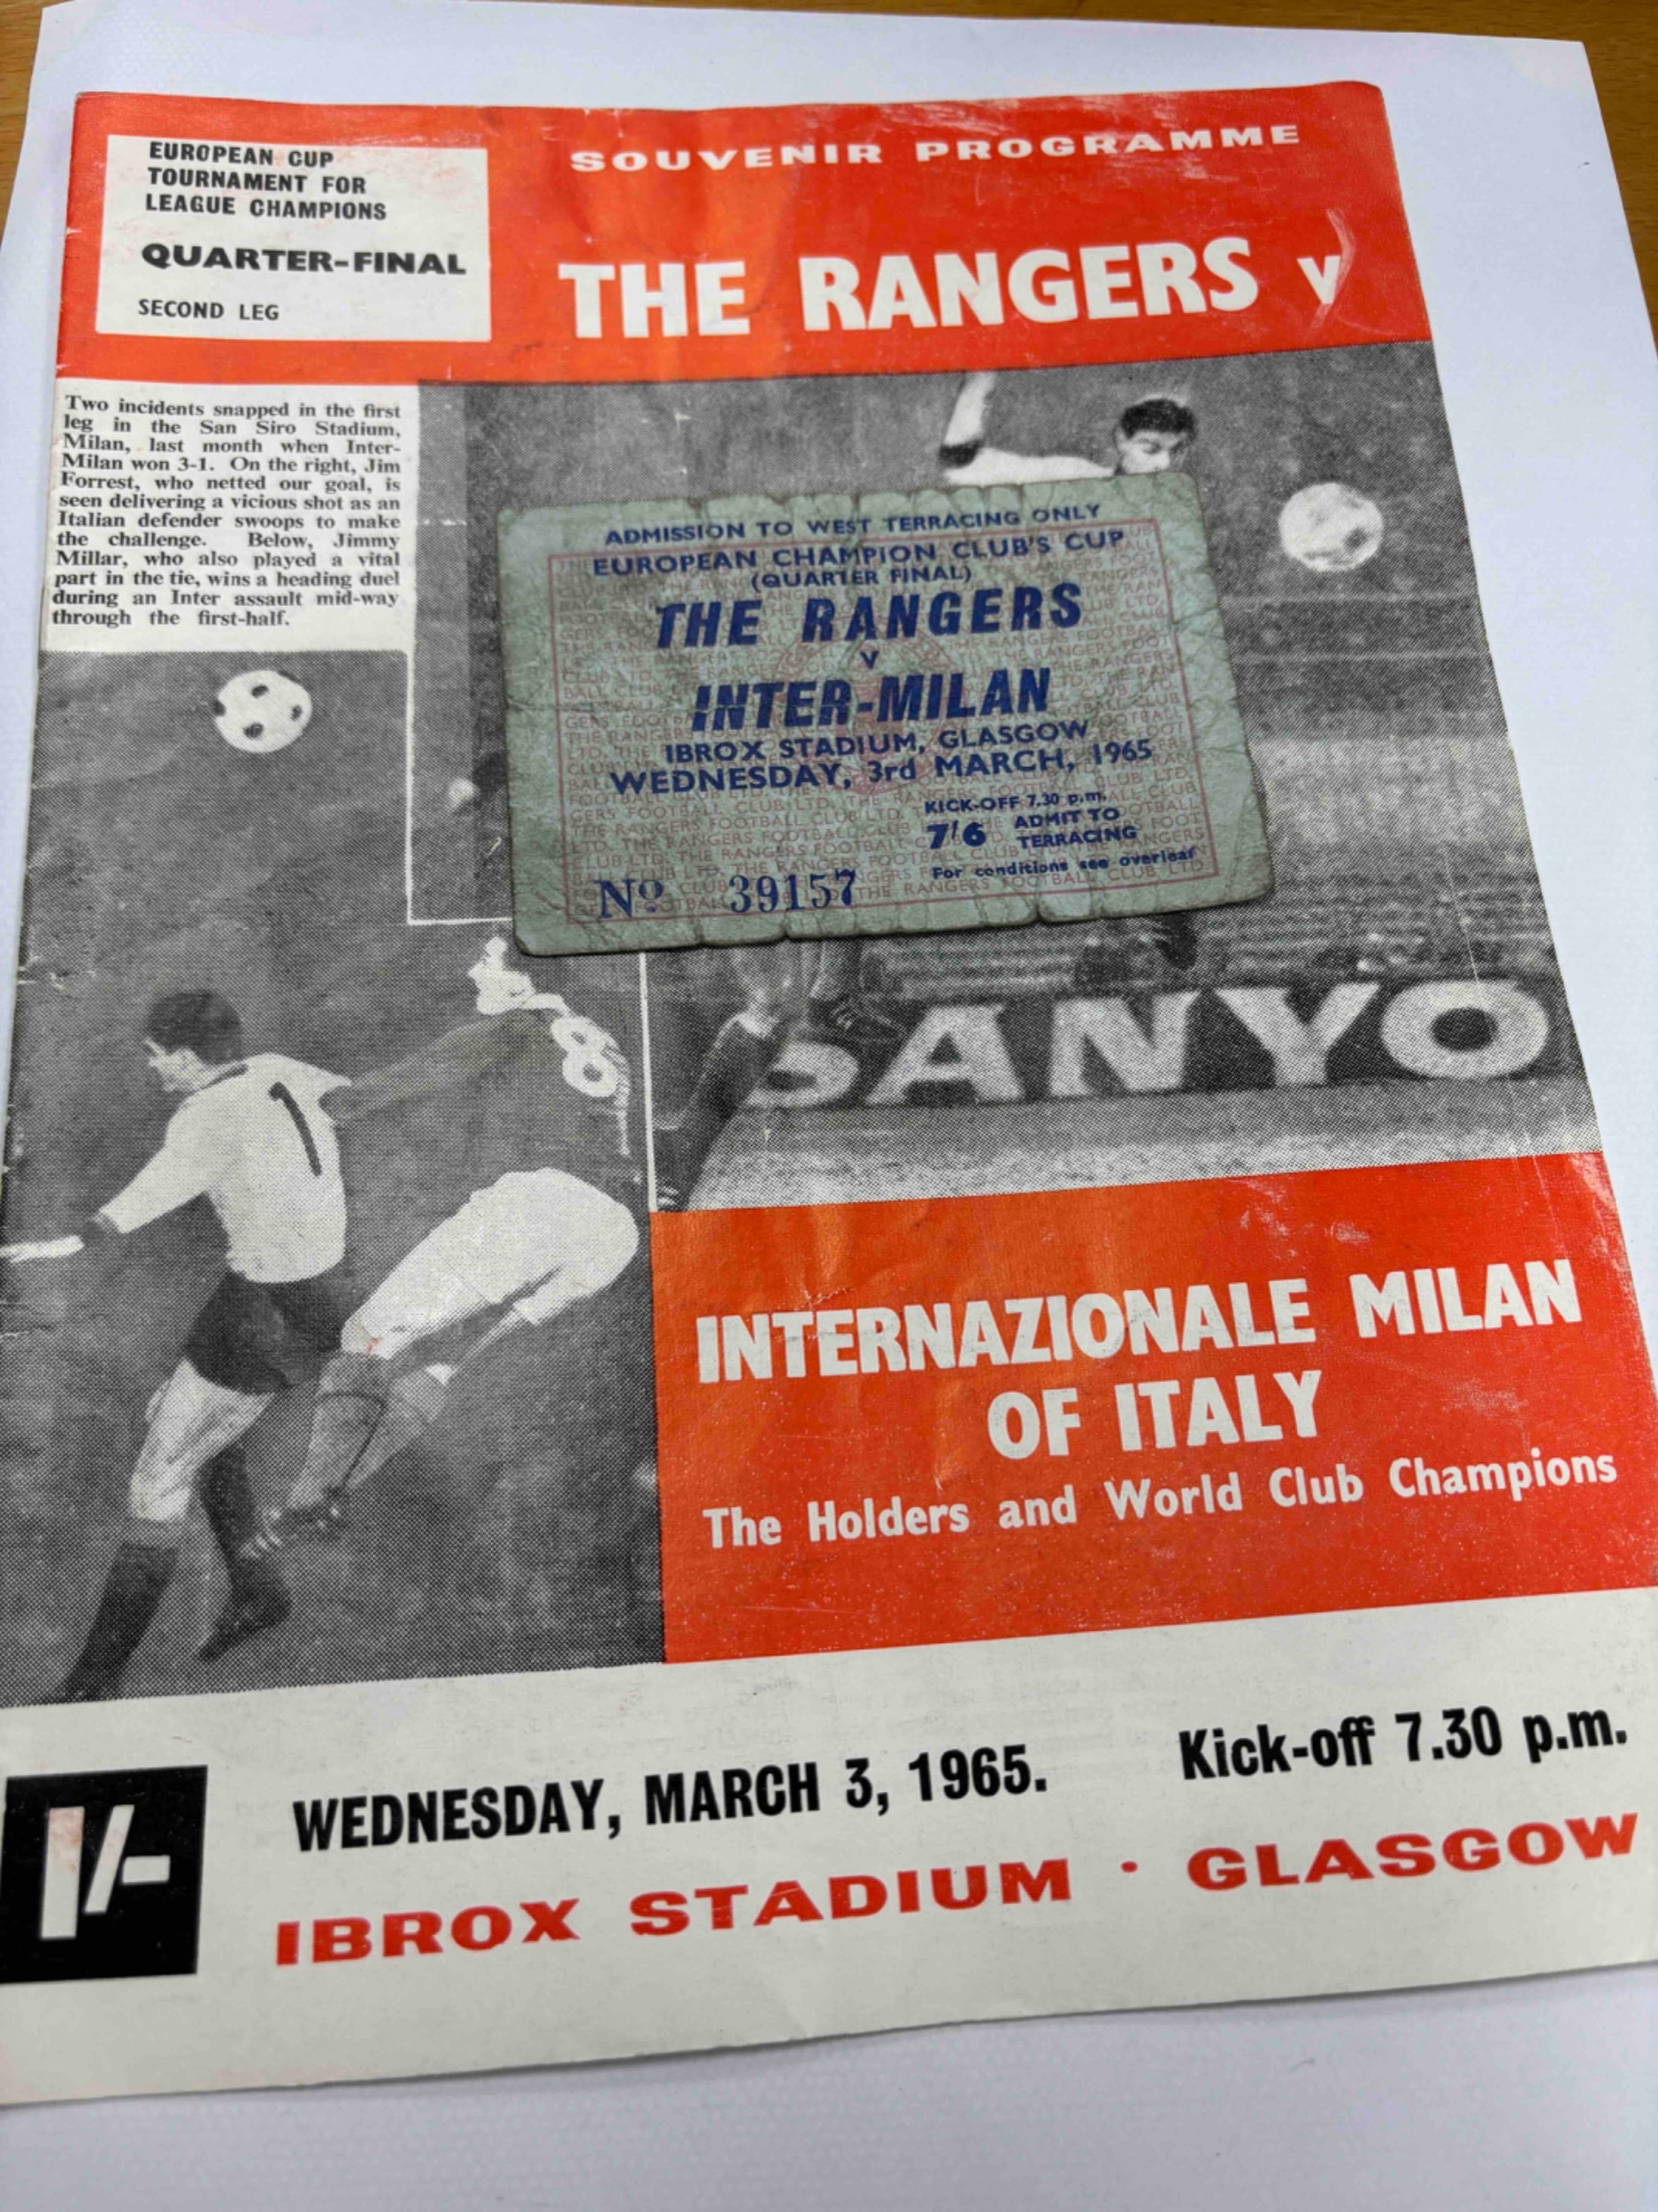 EUROPEAN CUP
TOURNAMENT FOR
LEAGUE CHAMPIONS
QUARTER-FINAL
SECOND LEG
SOUVENIR PROGRAMME
THE RANGERS v
Two incidents snapped in the first
leg in the San Siro Stadium,
Milan, last month when Inter-
Milan won 3-1. On the right, Jim
Forrest, who netted our goal, is
seen delivering a vicious shot as an
Italian defender swoops to make
the challenge. Below, Jimmy
Millar, who also played a vital
part in the tie, wins a heading duel
during an Inter assault mid-way
through the first-half.
ADMISSION TO WEST TERRACING ONLY
EUROPEAN CHAMPION CLUB'S CUP
(QUARTER FINAL)
THE RANGERS
v
INTER-MILAN
IBROX STADIUM, GLASGOW
WEDNESDAY, 3rd MARCH, 1965
KICK-OFF 7.30 p.m.
7/6 ADMIT TO
TERRACING
For conditions see overleaf
No. 39157
8
1
SANYO
INTERNAZIONALE MILAN
OF ITALY
The Holders and World Club Champions
1/-
WEDNESDAY, MARCH 3, 1965. Kick-off 7.30 p.m.
IBROX STADIUM · GLASGOW